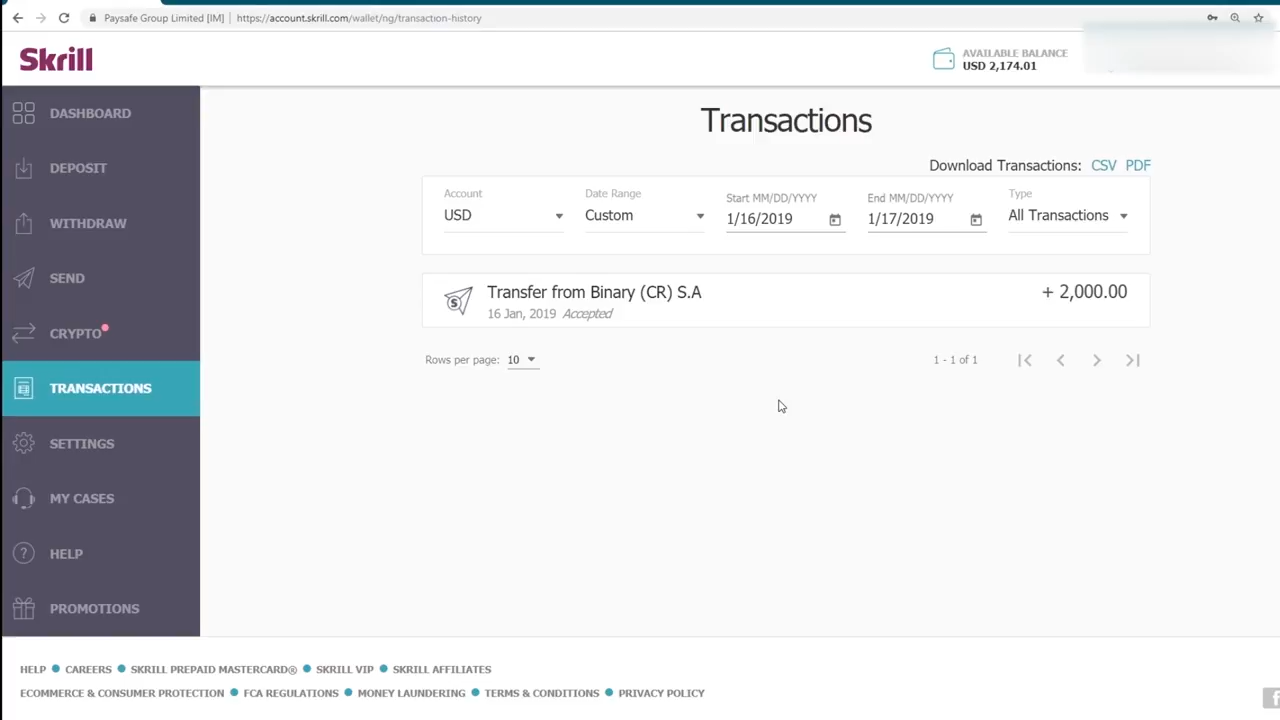 Paysafe Group Limited [IM] | https://account.skrill.com/wallet/ng/transaction-history
Skrill
AVAILABLE BALANCE
USD 2,174.01
DASHBOARD
DEPOSIT
WITHDRAW
SEND
CRYPTO
TRANSACTIONS
SETTINGS
MY CASES
HELP
PROMOTIONS
Transactions
Download Transactions: CSV PDF
Account
USD
Date Range
Custom
Start MM/DD/YYYY
1/16/2019
End MM/DD/YYYY
1/17/2019
Type
All Transactions
Transfer from Binary (CR) S.A
+ 2,000.00
16 Jan, 2019 Accepted
Rows per page: 10
1 - 1 of 1
HELP ● CAREERS ● SKRILL PREPAID MASTERCARD® ● SKRILL VIP ● SKRILL AFFILIATES
ECOMMERCE & CONSUMER PROTECTION ● FCA REGULATIONS ● MONEY LAUNDERING ● TERMS & CONDITIONS ● PRIVACY POLICY